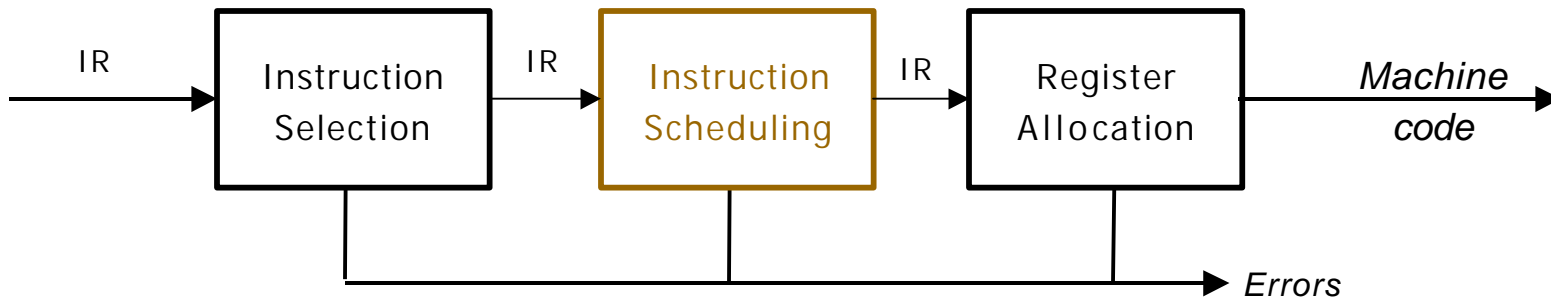 IR
Instruction
Selection
IR
Instruction
Scheduling
IR
Register
Allocation
Machine
code
Errors